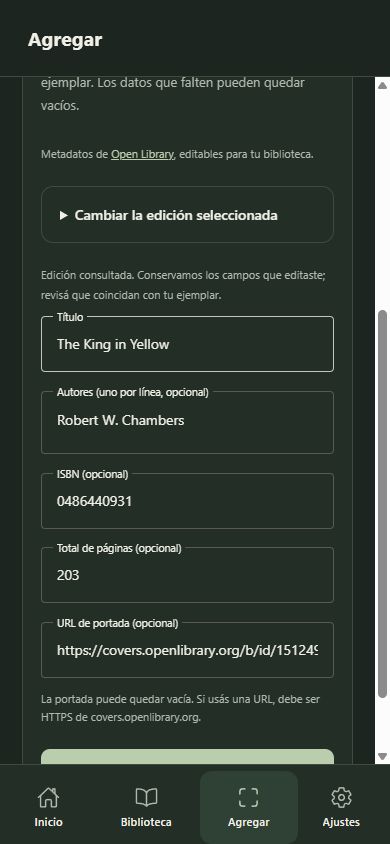 Agregar
ejemplar. Los datos que falten pueden quedar
vacíos.
Metadatos de Open Library, editables para tu biblioteca.
Cambiar la edición seleccionada
Edición consultada. Conservamos los campos que editaste;
revisá que coincidan con tu ejemplar.
Título
The King in Yellow
Autores (uno por línea, opcional)
Robert W. Chambers
ISBN (opcional)
0486440931
Total de páginas (opcional)
203
URL de portada (opcional)
https://covers.openlibrary.org/b/id/151249
La portada puede quedar vacía. Si usás una URL, debe ser
HTTPS de covers.openlibrary.org.
Inicio
Biblioteca
Agregar
Ajustes